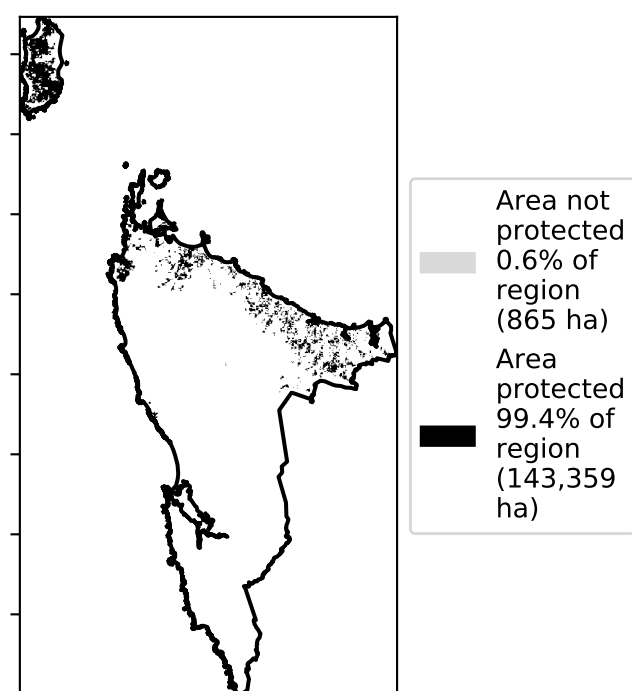 Area not
protected
0.6% of
region
(865 ha)
Area
protected
99.4% of
region
(143,359
ha)